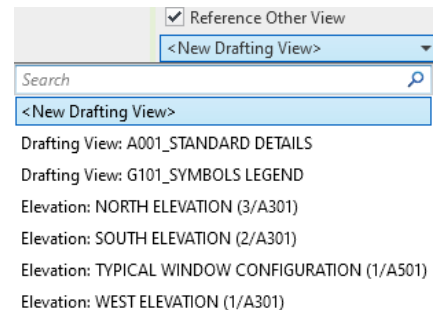 Reference Other View
<New Drafting View>
Search
<New Drafting View>
Drafting View: A001_STANDARD DETAILS
Drafting View: G101_SYMBOLS LEGEND
Elevation: NORTH ELEVATION (3/A301)
Elevation: SOUTH ELEVATION (2/A301)
Elevation: TYPICAL WINDOW CONFIGURATION (1/A501)
Elevation: WEST ELEVATION (1/A301)